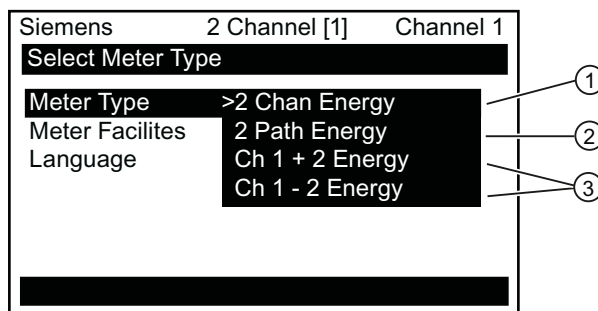 Siemens 2 Channel [1] Channel 1
Select Meter Type
Meter Type >2 Chan Energy
Meter Facilites 2 Path Energy
Language Ch 1 + 2 Energy
Ch 1 - 2 Energy
1
2
3